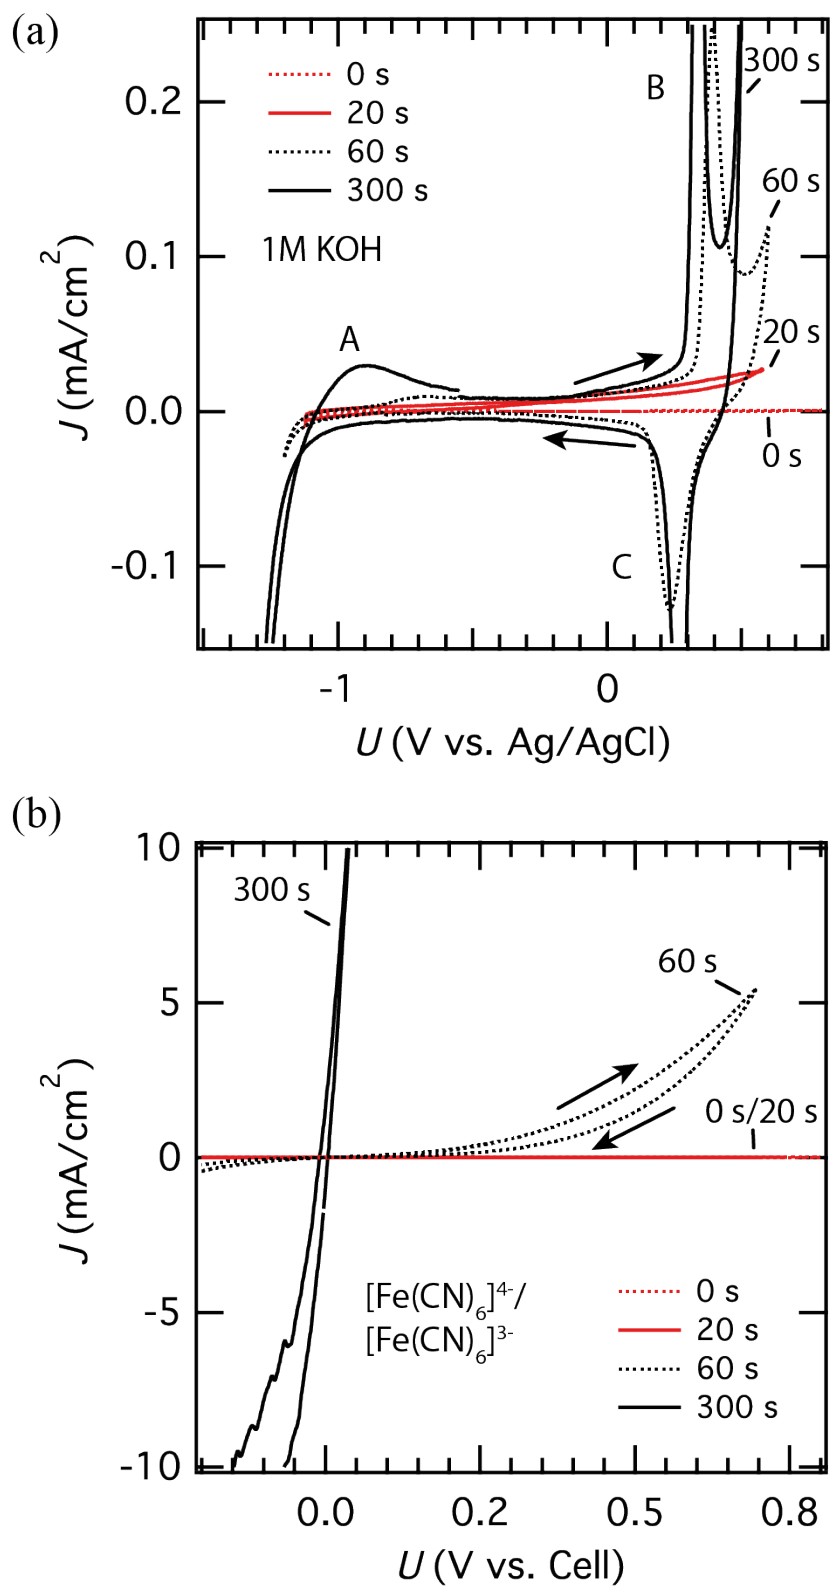 (a)
0 s
20 s
60 s
300 s
1M KOH
B
A
C
300 s
60 s
20 s
0 s
0.2
0.1
0.0
-0.1
J (mA/cm2)
-1
0
U (V vs. Ag/AgCl)
(b)
10
5
0
-5
-10
J (mA/cm2)
300 s
60 s
0 s/20 s
[Fe(CN)6]4-/
[Fe(CN)6]3-
0 s
20 s
60 s
300 s
0.0
0.2
0.5
0.8
U (V vs. Cell)